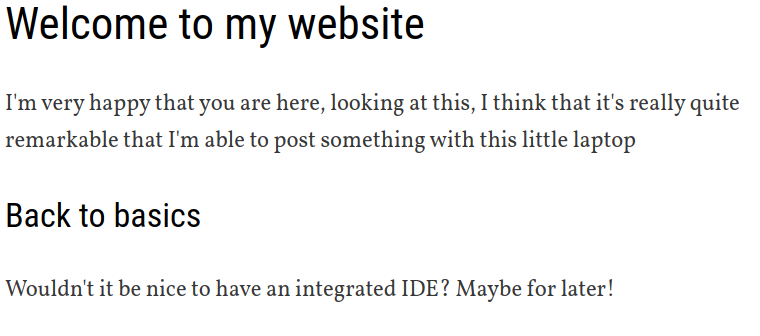 Welcome to my website
I'm very happy that you are here, looking at this, I think that it's really quite
remarkable that I'm able to post something with this little laptop
Back to basics
Wouldn't it be nice to have an integrated IDE? Maybe for later!